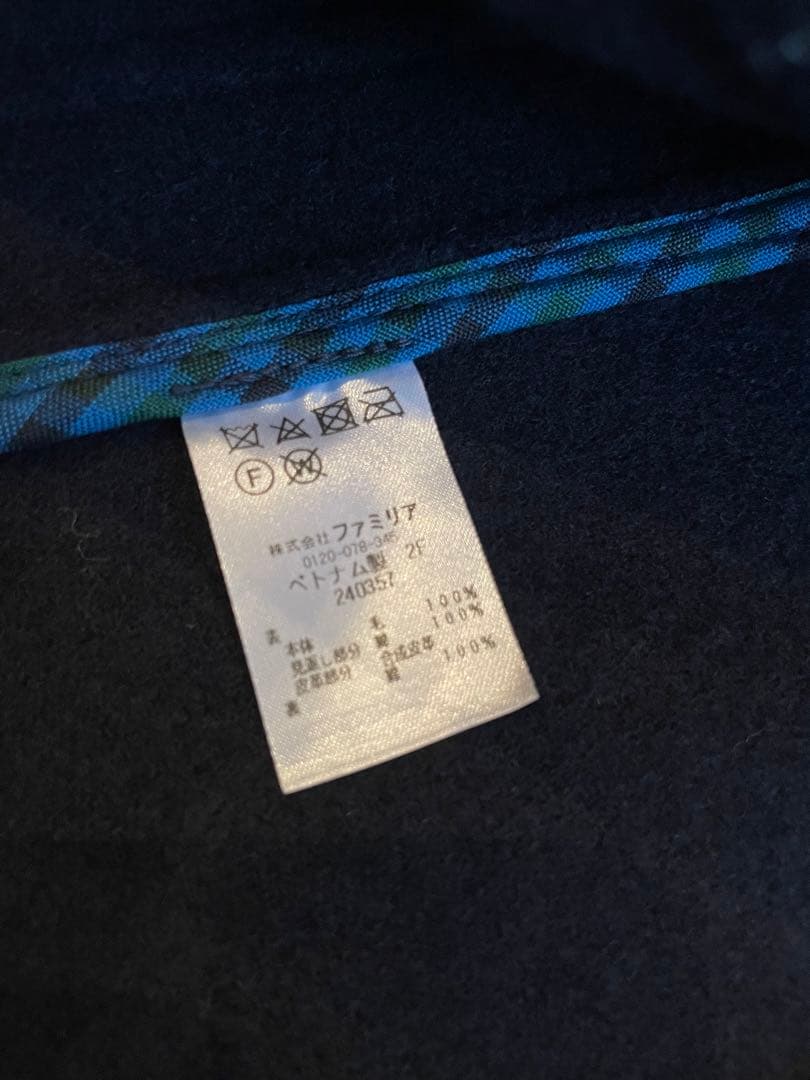 F W
株式会社 ファミリア
0120-078-345
ベトナム製 2F
240357
表 本体 毛 100%
見返し部分 綿 100%
皮革部分 合成皮革
裏 綿 100%